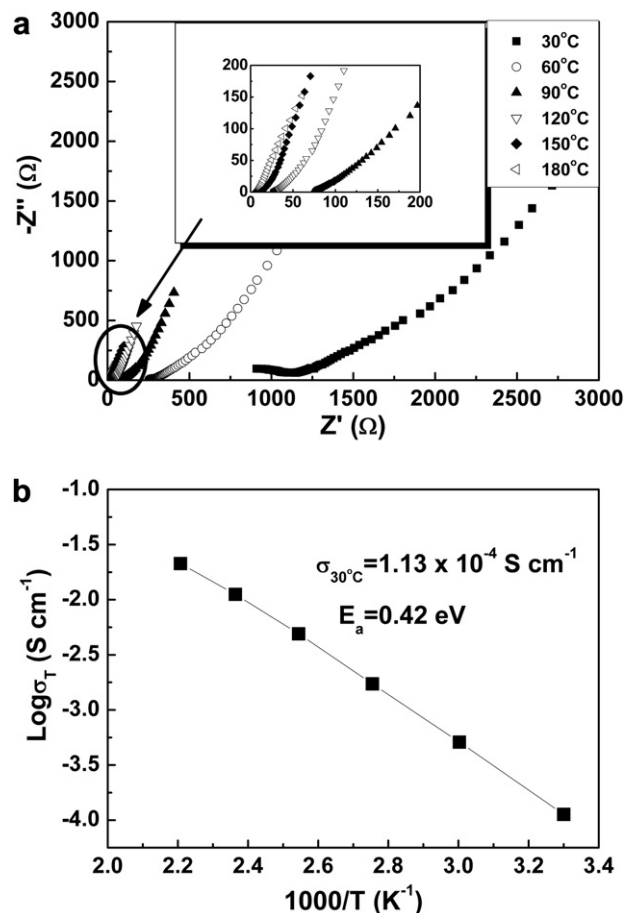 a
-Z'' (Ω)
3000
2500
2000
1500
1000
500
0
0 500 1000 1500 2000 2500 3000
Z' (Ω)
200
150
100
50
0
0 50 100 150 200
30°C
60°C
90°C
120°C
150°C
180°C
b
Logσ_T (S cm⁻¹)
-1.0
-1.5
-2.0
-2.5
-3.0
-3.5
-4.0
σ_30°C=1.13 x 10⁻⁴ S cm⁻¹
E_a=0.42 eV
2.0 2.2 2.4 2.6 2.8 3.0 3.2 3.4
1000/T (K⁻¹)